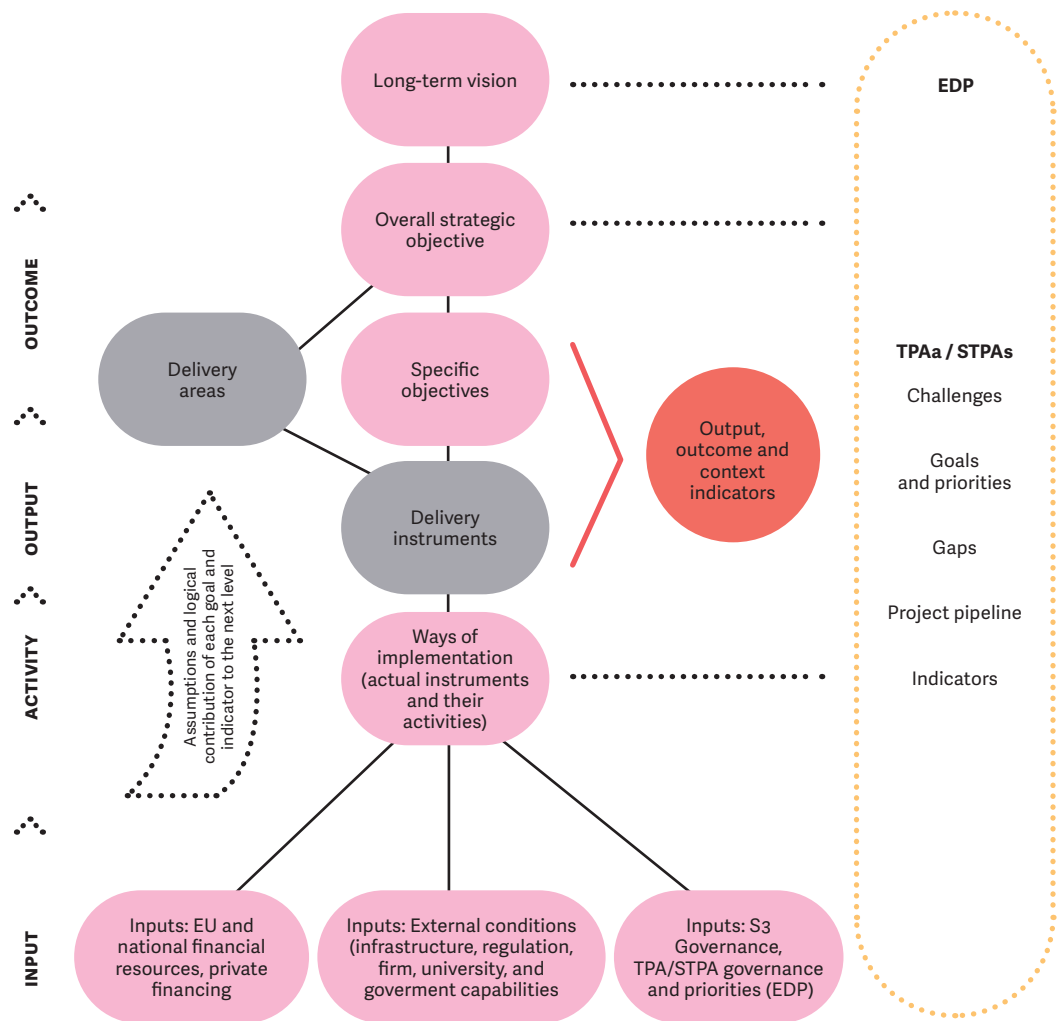 Long-term vision
EDP
Overall strategic
objective
OUTCOME
Delivery
areas
Specific
objectives
Output,
outcome and
context
indicators
TPAa / STPAs
Challenges
Goals
and priorities
Gaps
Project pipeline
Indicators
OUTPUT
Delivery
instruments
Assumptions and logical
contribution of each goal and
indicator to the next level
ACTIVITY
Ways of
implementation
(actual instruments
and their
activities)
INPUT
Inputs: EU and
national financial
resources, private
financing
Inputs: External conditions
(infrastructure, regulation,
firm, university, and
goverment capabilities
Inputs: S3
Governance,
TPA/STPA governance
and priorities (EDP)